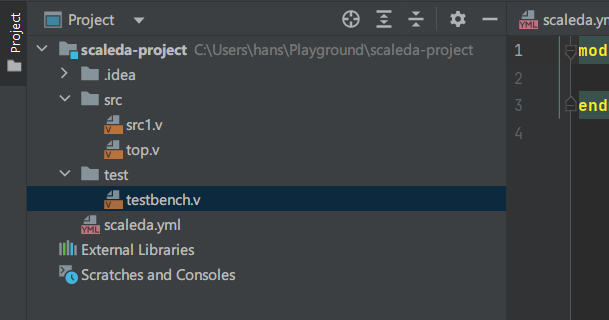 Project
Project
scaleda.ym
scaleda-project C:\Users\hans\Playground\scaleda-project
.idea
src
src1.v
top.v
test
testbench.v
scaleda.yml
External Libraries
Scratches and Consoles
1 mod
2
3 end
4